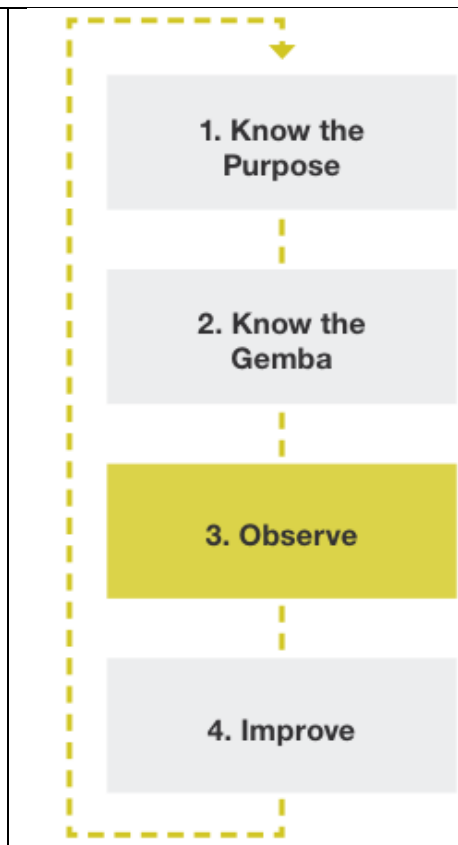 1. Know the
Purpose
2. Know the
Gemba
3. Observe
4. Improve